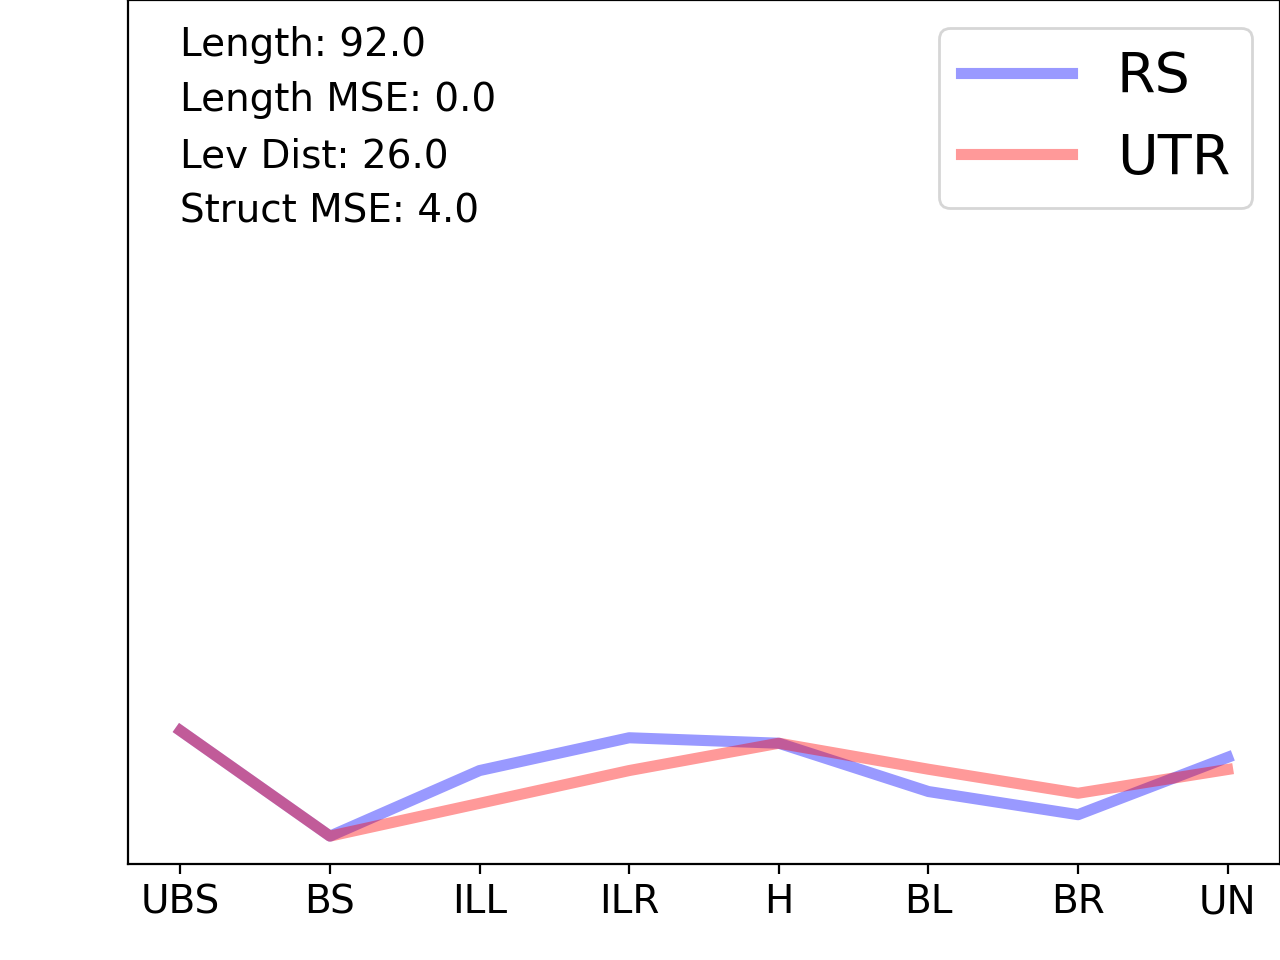 Length: 92.0
Length MSE: 0.0
Lev Dist: 26.0
Struct MSE: 4.0
RS
UTR
UBS BS ILL ILR H BL BR UN